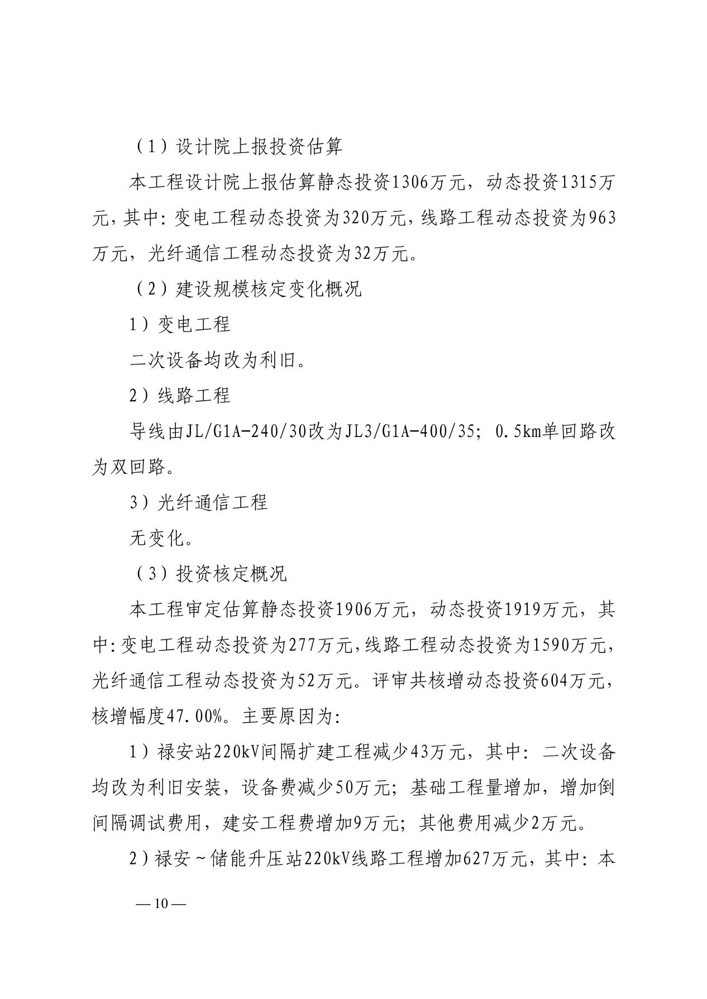 （1）设计院上报投资估算
本工程设计院上报估算静态投资1306万元，动态投资1315万
元，其中：变电工程动态投资为320万元，线路工程动态投资为963
万元，光纤通信工程动态投资为32万元。
（2）建设规模核定变化概况
1）变电工程
二次设备均改为利旧。
2）线路工程
导线由JL/G1A-240/30改为JL3/G1A-400/35；0.5km单回路改
为双回路。
3）光纤通信工程
无变化。
（3）投资核定概况
本工程审定估算静态投资1906万元，动态投资1919万元，其
中：变电工程动态投资为277万元，线路工程动态投资为1590万元，
光纤通信工程动态投资为52万元。评审共核增动态投资604万元，
核增幅度47.00%。主要原因为：
1）禄安站220kV间隔扩建工程减少43万元，其中：二次设备
均改为利旧安装，设备费减少50万元；基础工程量增加，增加倒
间隔调试费用，建安工程费增加9万元；其他费用减少2万元。
2）禄安～储能升压站220kV线路工程增加627万元，其中：本
— 10 —